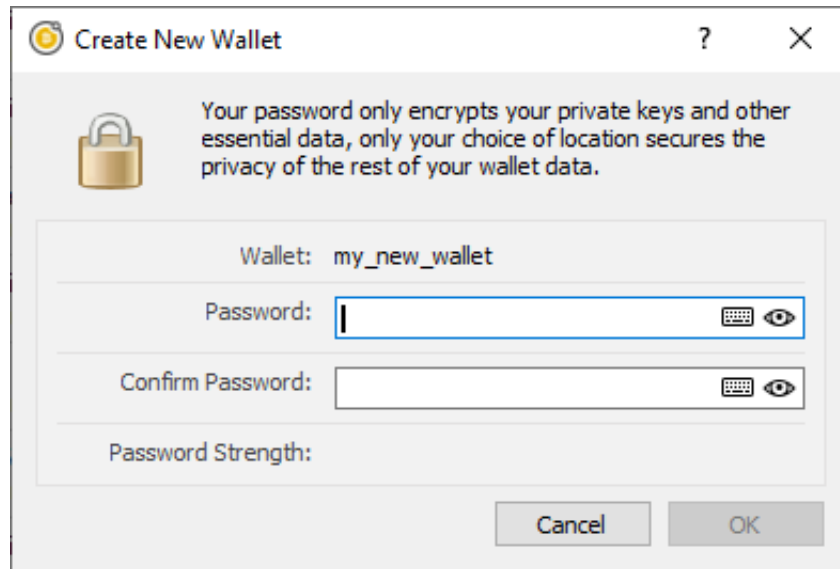 Create New Wallet
Your password only encrypts your private keys and other
essential data, only your choice of location secures the
privacy of the rest of your wallet data.
Wallet: my_new_wallet
Password:
Confirm Password:
Password Strength:
Cancel OK